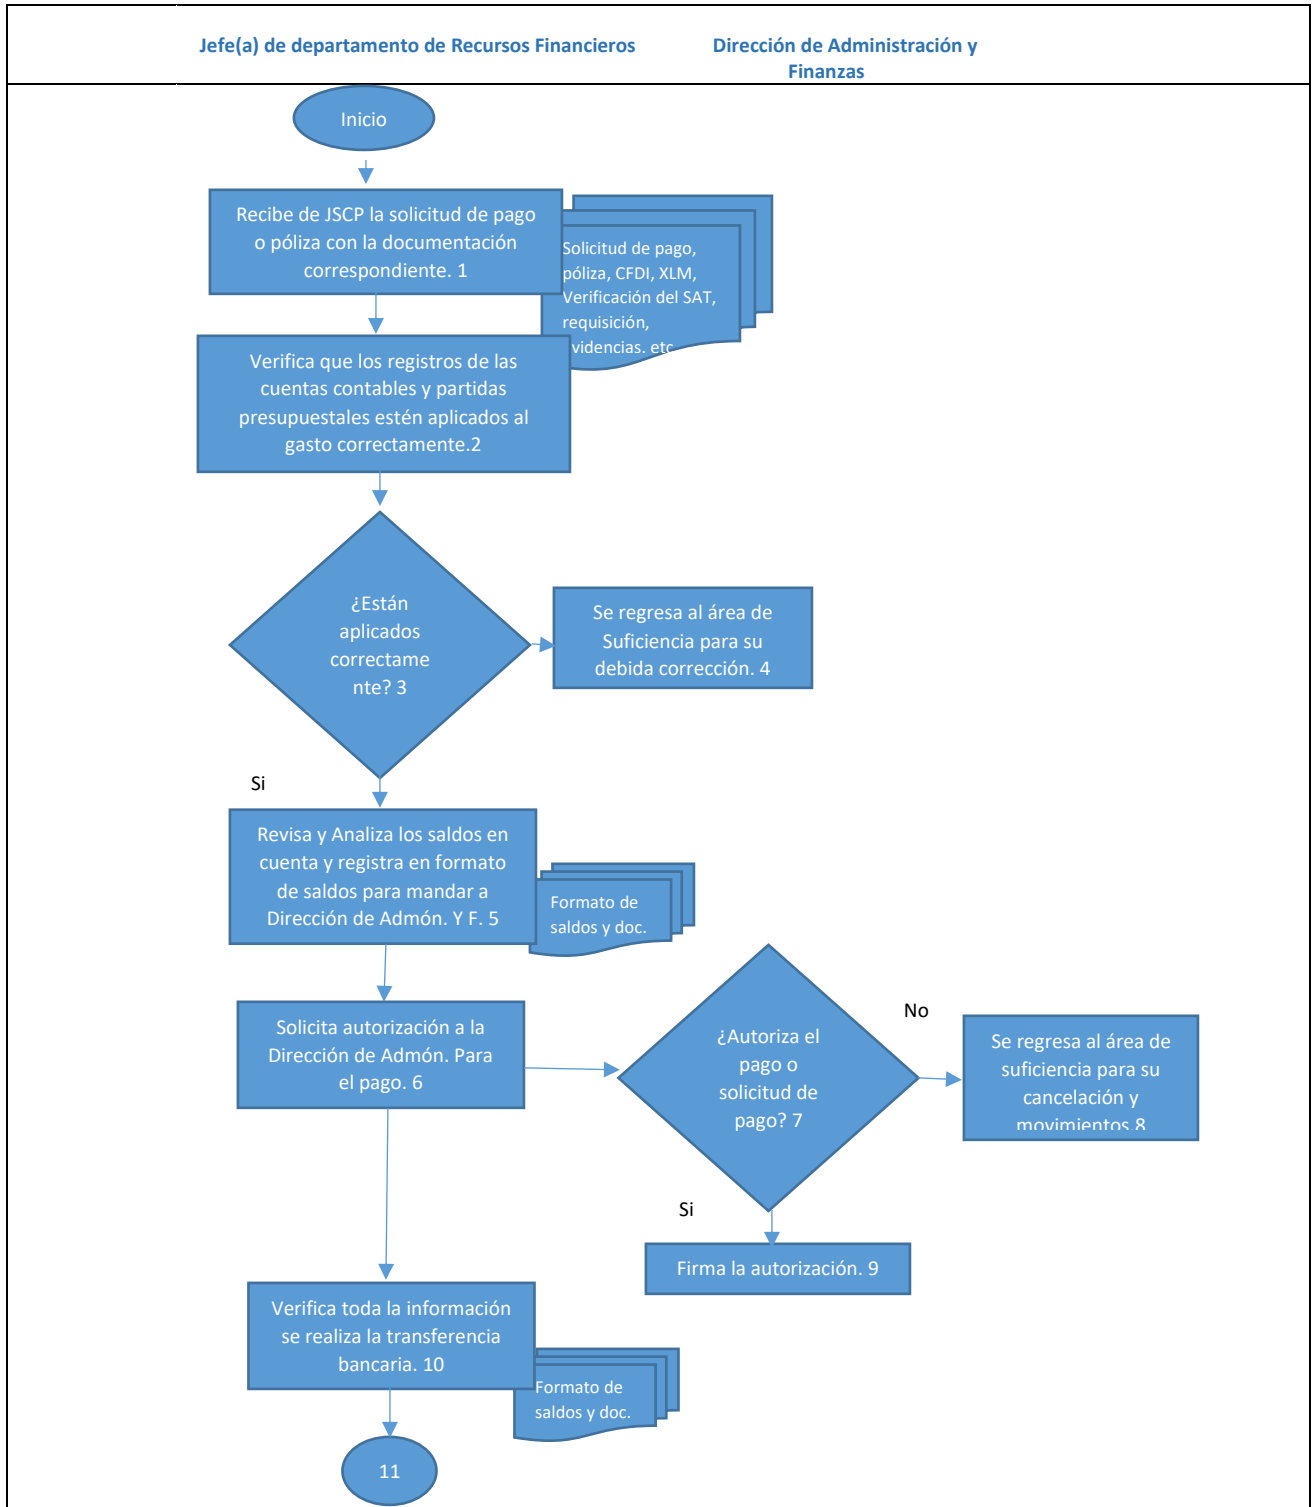 Jefe(a) de departamento de Recursos Financieros
Dirección de Administración y
Finanzas
Inicio
Recibe de JSCP la solicitud de pago
o póliza con la documentación
correspondiente. 1
Solicitud de pago,
póliza, CFDI, XLM,
Verificación del SAT,
requisición,
videncias. etc
Verifica que los registros de las
cuentas contables y partidas
presupuestales estén aplicados al
gasto correctamente.2
¿Están
aplicados
correctame
nte? 3
Se regresa al área de
Suficiencia para su
debida corrección. 4
Si
Revisa y Analiza los saldos en
cuenta y registra en formato
de saldos para mandar a
Dirección de Admón. Y F. 5
Formato de
saldos y doc.
Solicita autorización a la
Dirección de Admón. Para
el pago. 6
¿Autoriza el
pago o
solicitud de
pago? 7
No
Se regresa al área de
suficiencia para su
cancelación y
movimientos.8
Si
Firma la autorización. 9
Verifica toda la información
se realiza la transferencia
bancaria. 10
Formato de
saldos y doc.
11